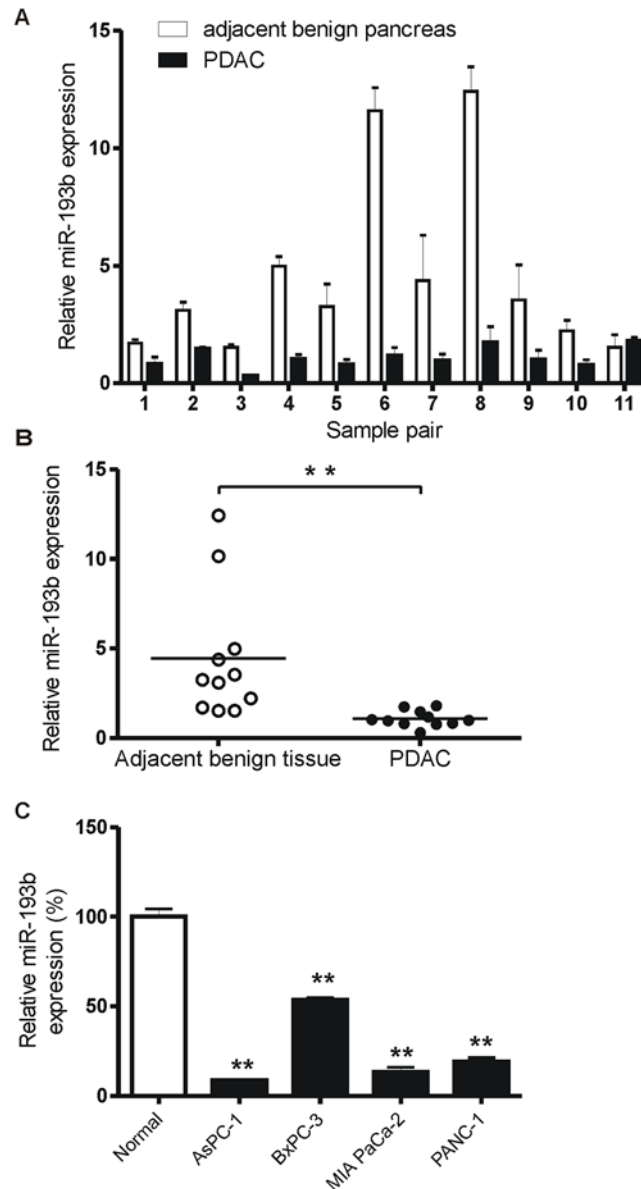 A
15
adjacent benign pancreas
PDAC
10
5
0
Relative miR-193b expression
1 2 3 4 5 6 7 8 9 10 11
Sample pair
B
15
* *
10
5
0
Relative miR-193b expression
Adjacent benign tissue PDAC
C
150
100
50
0
Relative miR-193b
expression (%)
** ** ** **
Normal AsPC-1 BxPC-3 MIA PaCa-2 PANC-1